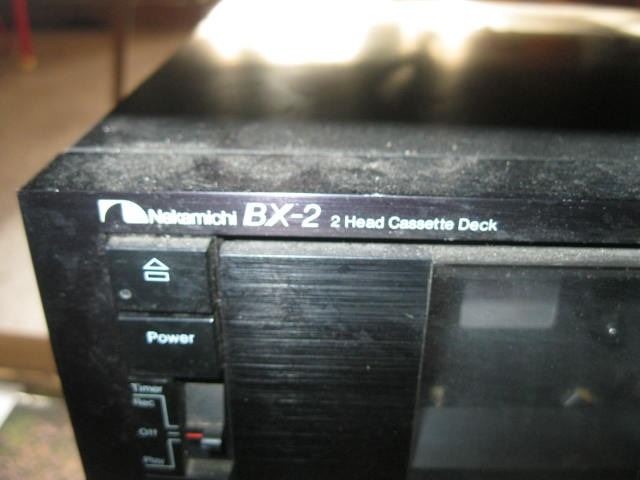 Nakamichi BX-2 2 Head Cassette Deck
Power
Timer
Rec
Off
Play